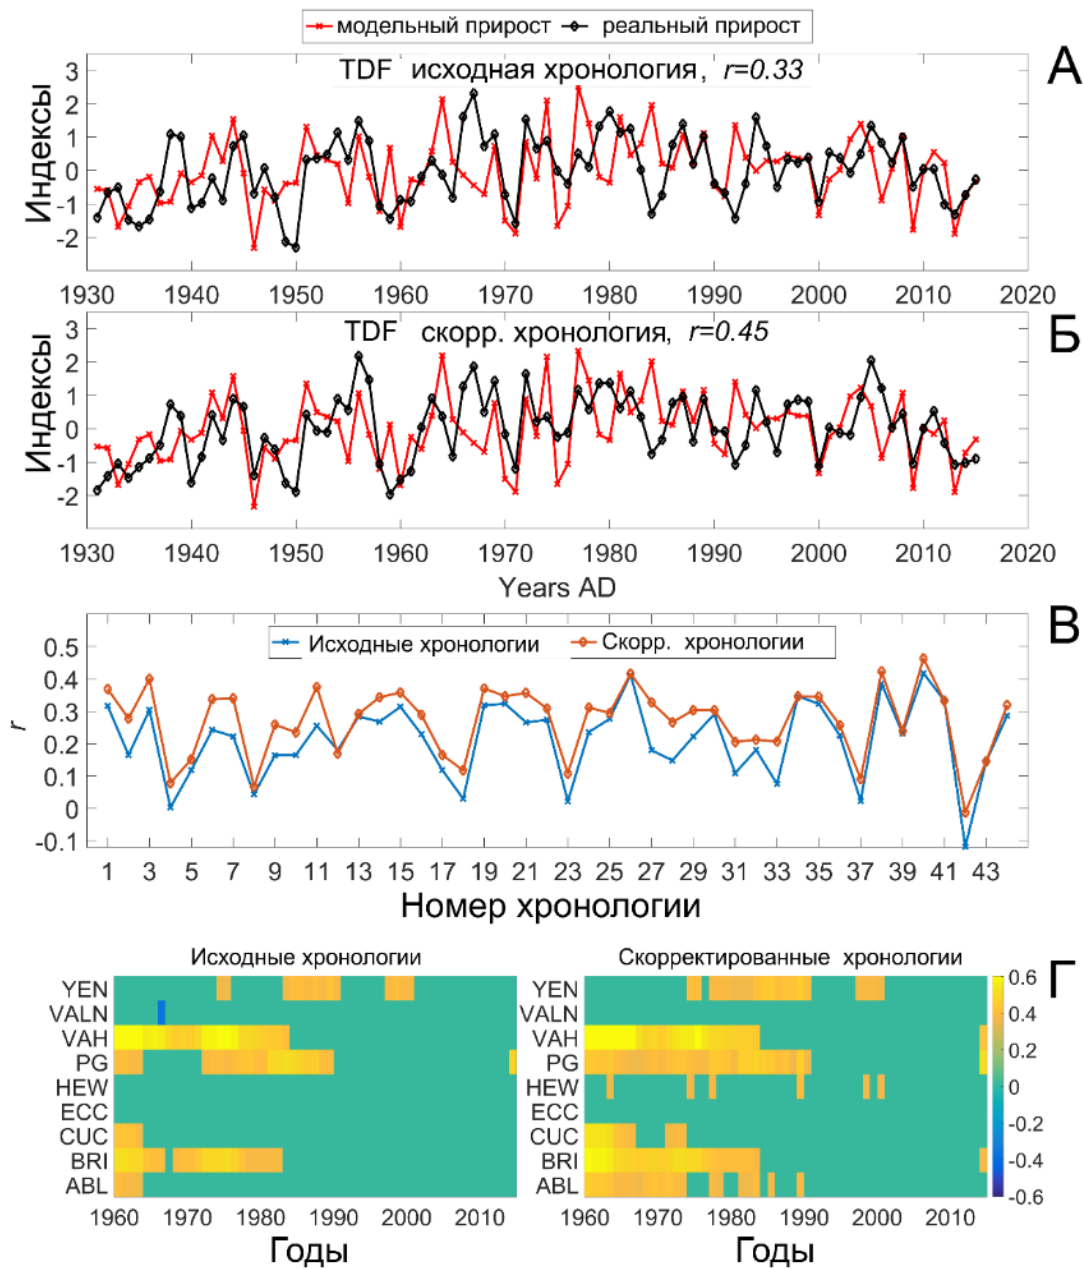 модельный прирост реальный прирост
А
TDF исходная хронология, r=0.33
Индексы
3
2
1
0
-1
-2
1930 1940 1950 1960 1970 1980 1990 2000 2010 2020
Б
TDF скорр. хронология, r=0.45
Индексы
3
2
1
0
-1
-2
1930 1940 1950 1960 1970 1980 1990 2000 2010 2020
Years AD
В
Исходные хронологии Скорр. хронологии
r
0.5
0.4
0.3
0.2
0.1
0
-0.1
1 3 5 7 9 11 13 15 17 19 21 23 25 27 29 31 33 35 37 39 41 43
Номер хронологии
Г
Исходные хронологии
YEN
VALN
VAH
PG
HEW
ECC
CUC
BRI
ABL
1960 1970 1980 1990 2000 2010
Годы
Скорректированные хронологии
YEN
VALN
VAH
PG
HEW
ECC
CUC
BRI
ABL
1960 1970 1980 1990 2000 2010
Годы
0.6
0.4
0.2
0
-0.2
-0.4
-0.6